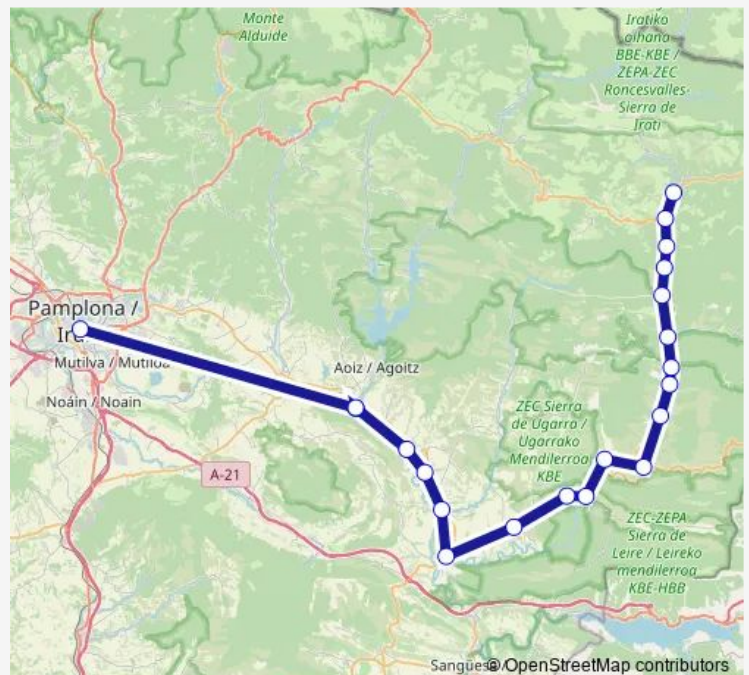 Monte
Alduide
Iratiko
oihana
BBE-KBE /
ZEPA-ZEC
Roncesvalles-
Sierra de
Irati
Pamplona /
Mutilva /
Aoiz / Agoitz
Noáin / Noain
ZEC Sierra
de Ugarra /
Ugarrako
Mendilerroa
KBE
A-21
ZEC-ZEPA
Sierra de
Leire / Leireko
mendilerroa
KBE-HBB
© OpenStreetMap contributors